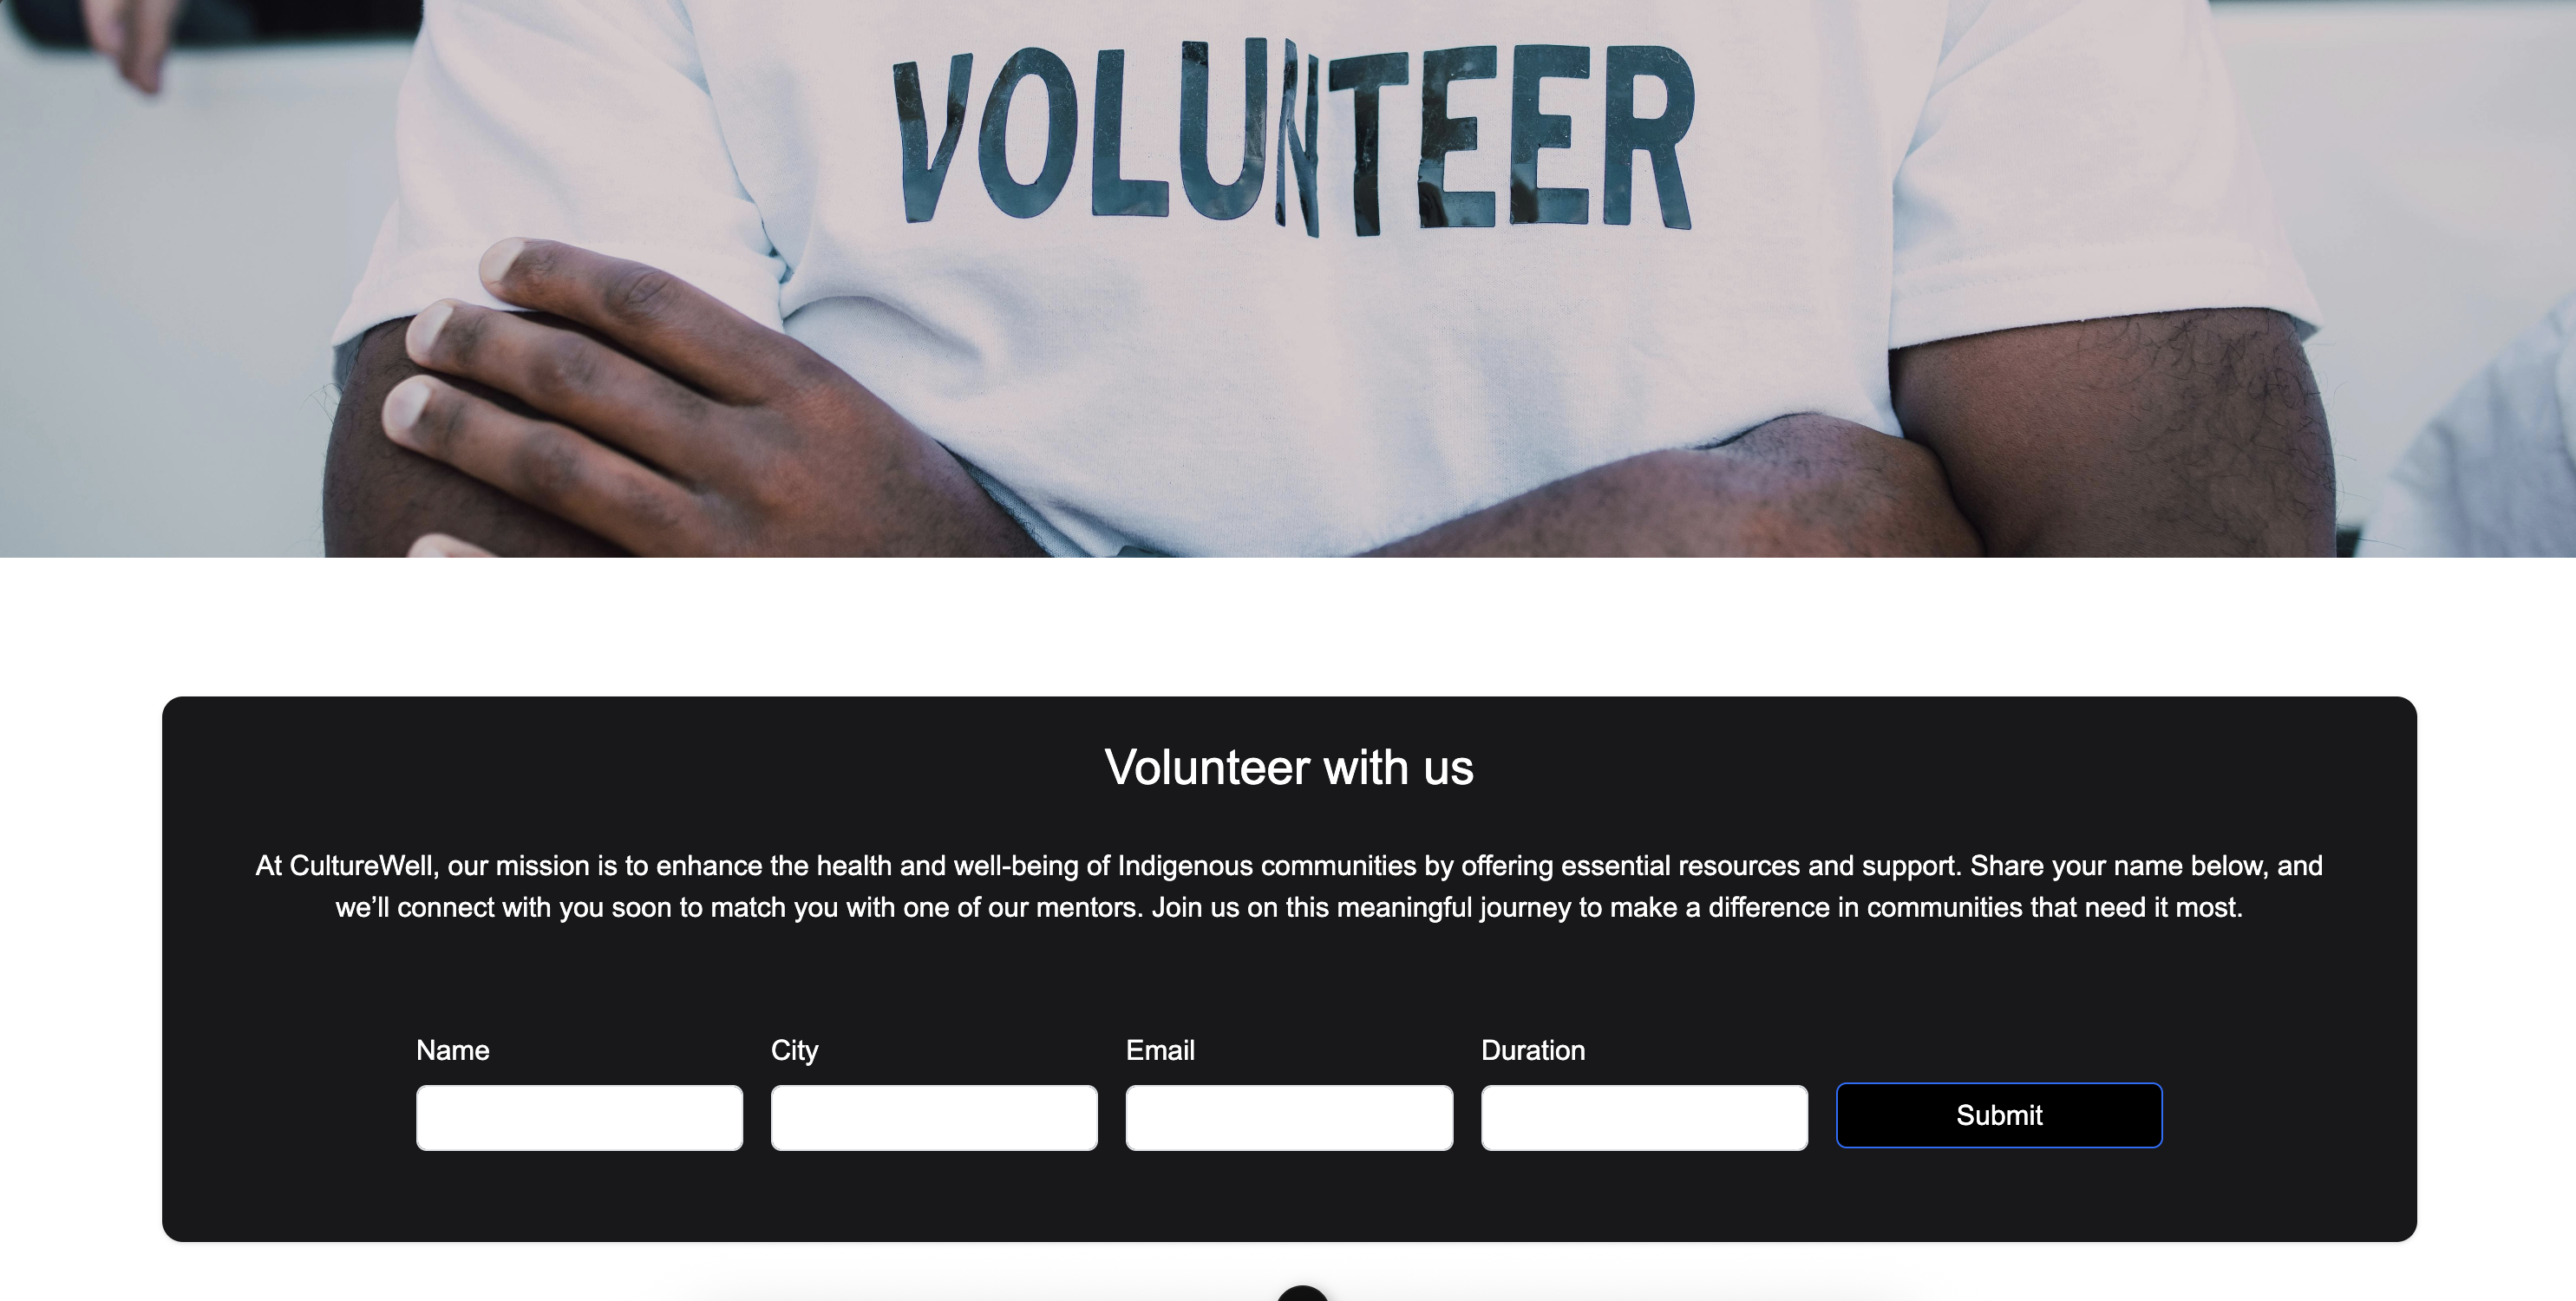 VOLUNTEER
Volunteer with us
At CultureWell, our mission is to enhance the health and well-being of Indigenous communities by offering essential resources and support. Share your name below, and
we’ll connect with you soon to match you with one of our mentors. Join us on this meaningful journey to make a difference in communities that need it most.
Name City Email Duration
Submit